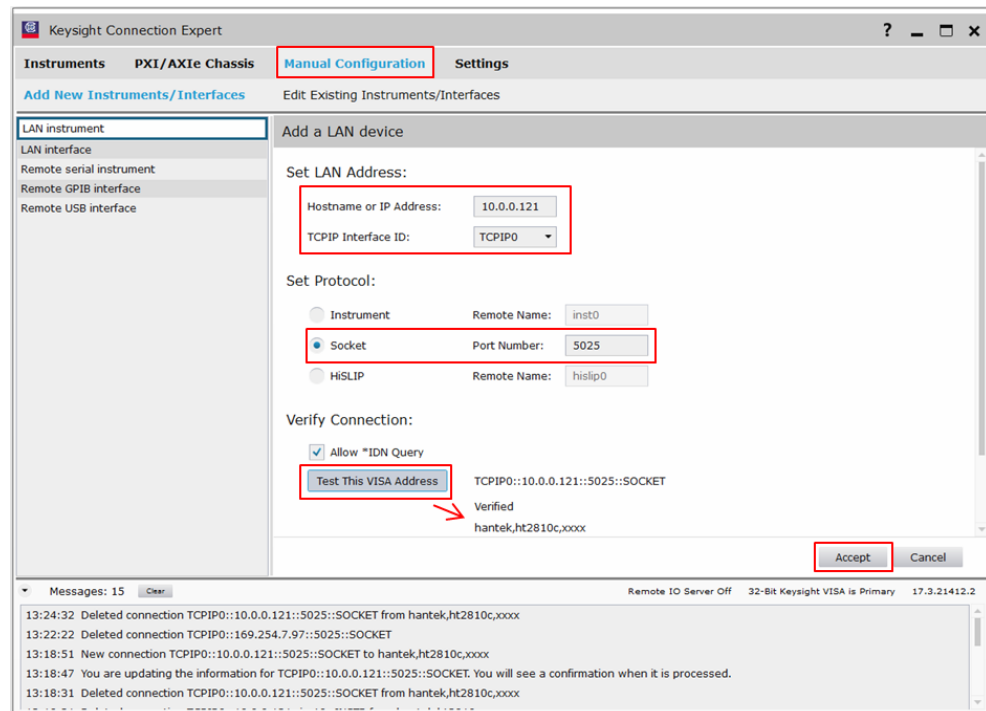 Keysight Connection Expert
Instruments PXI/AXIe Chassis Manual Configuration Settings
Add New Instruments/Interfaces Edit Existing Instruments/Interfaces
LAN instrument
LAN interface
Remote serial instrument
Remote GPIB interface
Remote USB interface
Add a LAN device
Set LAN Address:
Hostname or IP Address: 10.0.0.121
TCPIP Interface ID: TCPIP0
Set Protocol:
Instrument Remote Name: inst0
Socket Port Number: 5025
HiSLIP Remote Name: hislip0
Verify Connection:
Allow *IDN Query
Test This VISA Address TCPIP0::10.0.0.121::5025::SOCKET
Verified
hantek,ht2810c,xxxx
Accept Cancel
Messages: 15 Clear Remote IO Server Off 32-Bit Keysight VISA is Primary 17.3.21412.2
13:24:32 Deleted connection TCPIP0::10.0.0.121::5025::SOCKET from hantek,ht2810c,xxxx
13:22:22 Deleted connection TCPIP0::169.254.7.97::5025::SOCKET
13:18:51 New connection TCPIP0::10.0.0.121::5025::SOCKET to hantek,ht2810c,xxxx
13:18:47 You are updating the information for TCPIP0::10.0.0.121::5025::SOCKET. You will see a confirmation when it is processed.
13:18:31 Deleted connection TCPIP0::10.0.0.121::5025::SOCKET from hantek,ht2810c,xxxx